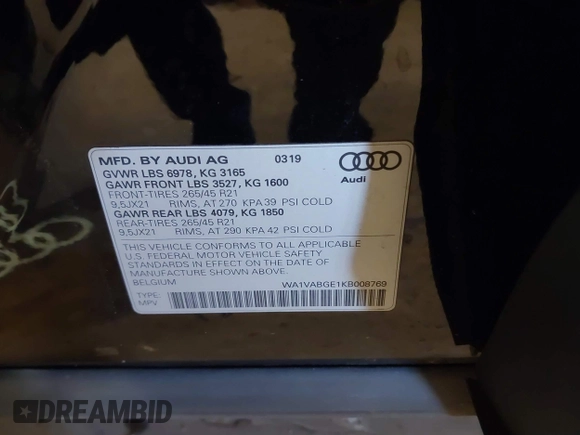 MFD. BY AUDI AG 0319
GVWR LBS 6978, KG 3165
GAWR FRONT LBS 3527, KG 1600
FRONT-TIRES 265/45 R21
9,5JX21 RIMS, AT 270 KPA 39 PSI COLD
GAWR REAR LBS 4079, KG 1850
REAR-TIRES 265/45 R21
9,5JX21 RIMS, AT 290 KPA 42 PSI COLD
Audi
THIS VEHICLE CONFORMS TO ALL APPLICABLE
U.S. FEDERAL MOTOR VEHICLE SAFETY
STANDARDS IN EFFECT ON THE DATE OF
MANUFACTURE SHOWN ABOVE.
BELGIUM WA1VABGE1KB008769
TYPE:
MPV
DREAMBID